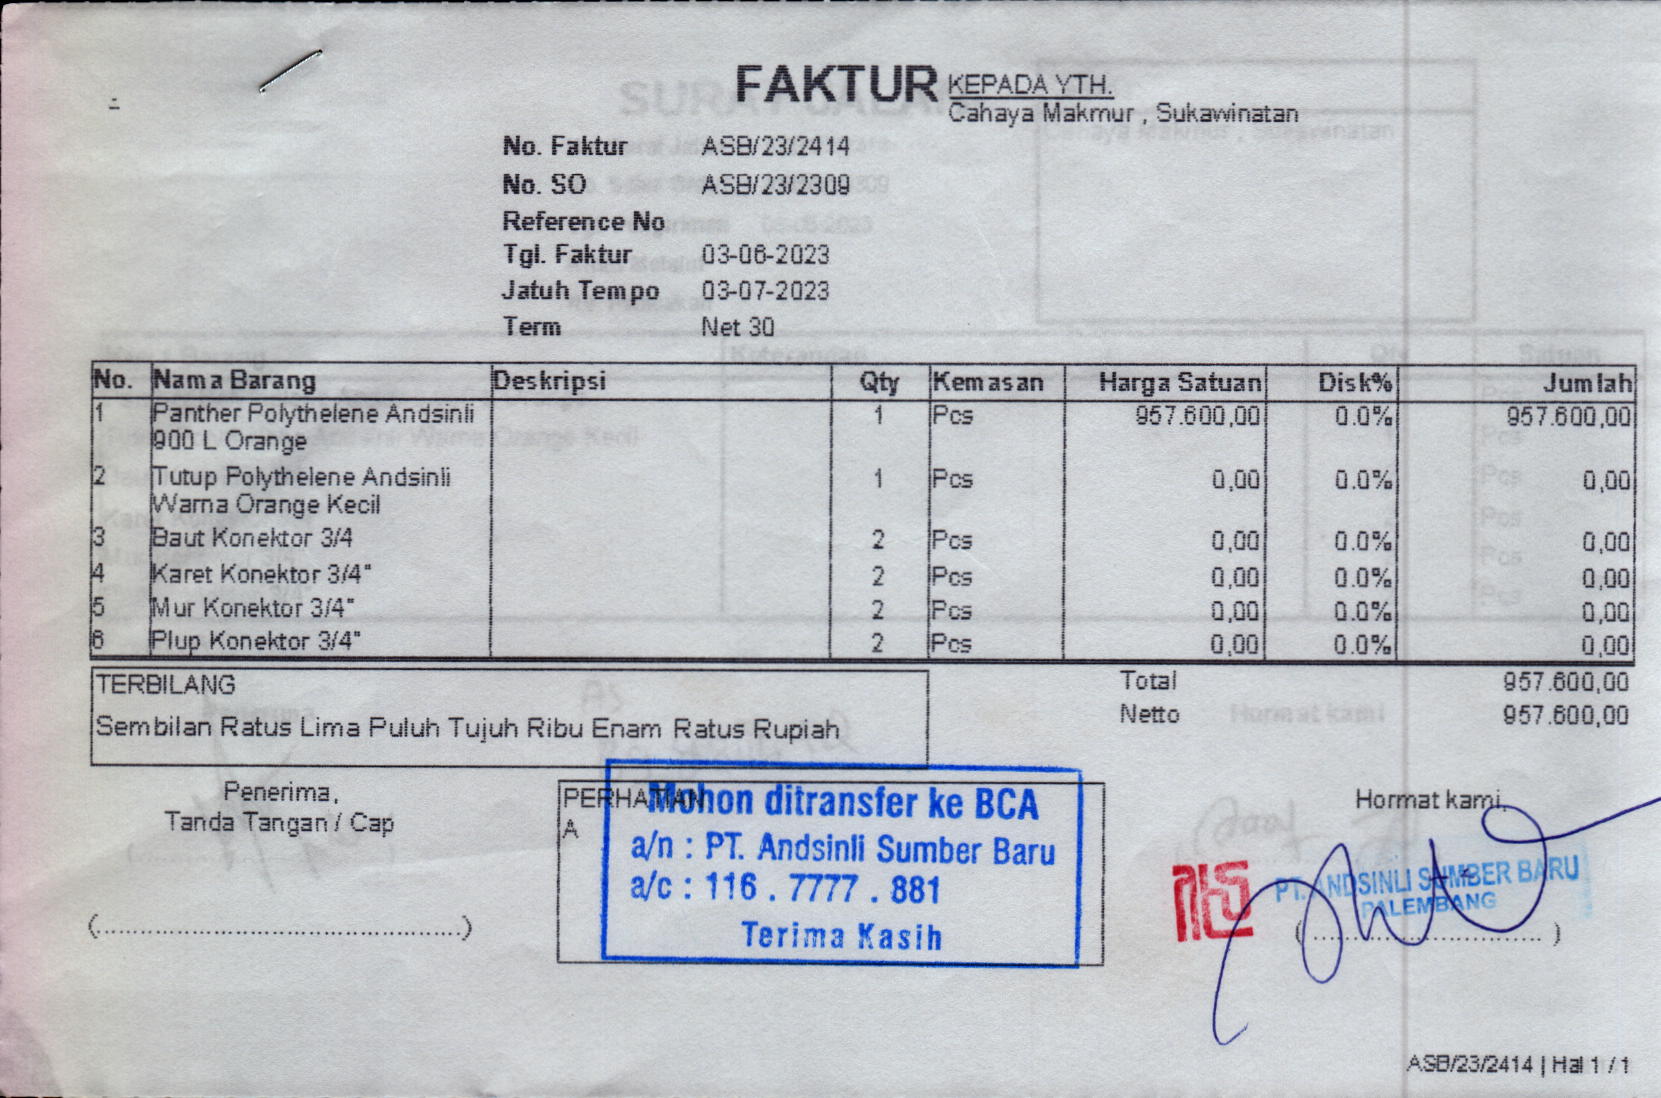 FAKTUR
KEPADA YTH.
Cahaya Makmur , Sukawinatan
No. Faktur ASB/23/2414
No. SO ASB/23/2309
Reference No
Tgl. Faktur 03-06-2023
Jatuh Tempo 03-07-2023
Term Net 30
No. Nama Barang Deskripsi Qty Kemasan Harga Satuan Disk% Jumlah
1 Panther Polythelene Andsinli 1 Pcs 957.600,00 0.0% 957.600,00
900 L Orange
2 Tutup Polythelene Andsinli 1 Pcs 0,00 0.0% 0,00
Warna Orange Kecil
3 Baut Konektor 3/4 2 Pcs 0,00 0.0% 0,00
4 Karet Konektor 3/4" 2 Pcs 0,00 0.0% 0,00
5 Mur Konektor 3/4" 2 Pcs 0,00 0.0% 0,00
6 Plup Konektor 3/4" 2 Pcs 0,00 0.0% 0,00
TERBILANG
Sembilan Ratus Lima Puluh Tujuh Ribu Enam Ratus Rupiah
Total 957.600,00
Netto 957.600,00
Penerima,
Tanda Tangan / Cap
(.................................................)
PERHATIAN
A
Mohon ditransfer ke BCA
a/n : PT. Andsinli Sumber Baru
a/c : 116 . 7777 . 881
Terima Kasih
Hormat kami,
PT. ANDSINLI SUMBER BARU
PALEMBANG
(...............................)
ASB/23/2414 | Hal 1 / 1